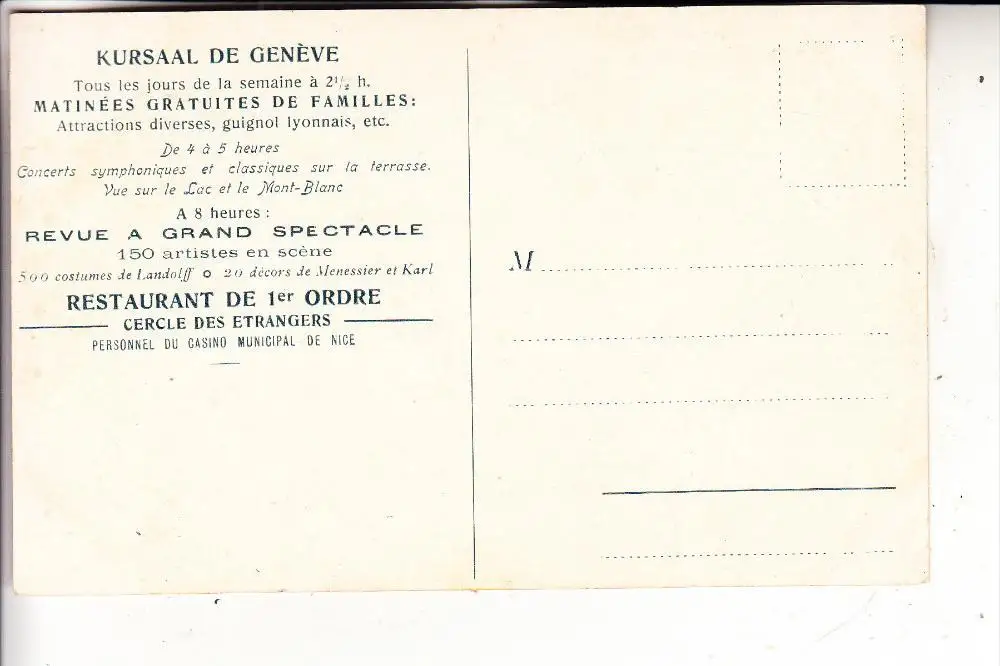 KURSAAL DE GENÈVE
Tous les jours de la semaine à 2 1/2 h.
MATINÉES GRATUITES DE FAMILLES:
Attractions diverses, guignol lyonnais, etc.
De 4 à 5 heures
Concerts symphoniques et classiques sur la terrasse.
Vue sur le Lac et le Mont-Blanc
A 8 heures :
REVUE A GRAND SPECTACLE
150 artistes en scène
500 costumes de Landolff o 20 décors de Menessier et Karl
RESTAURANT DE 1er ORDRE
CERCLE DES ETRANGERS
PERSONNEL DU CASINO MUNICIPAL DE NICE
M